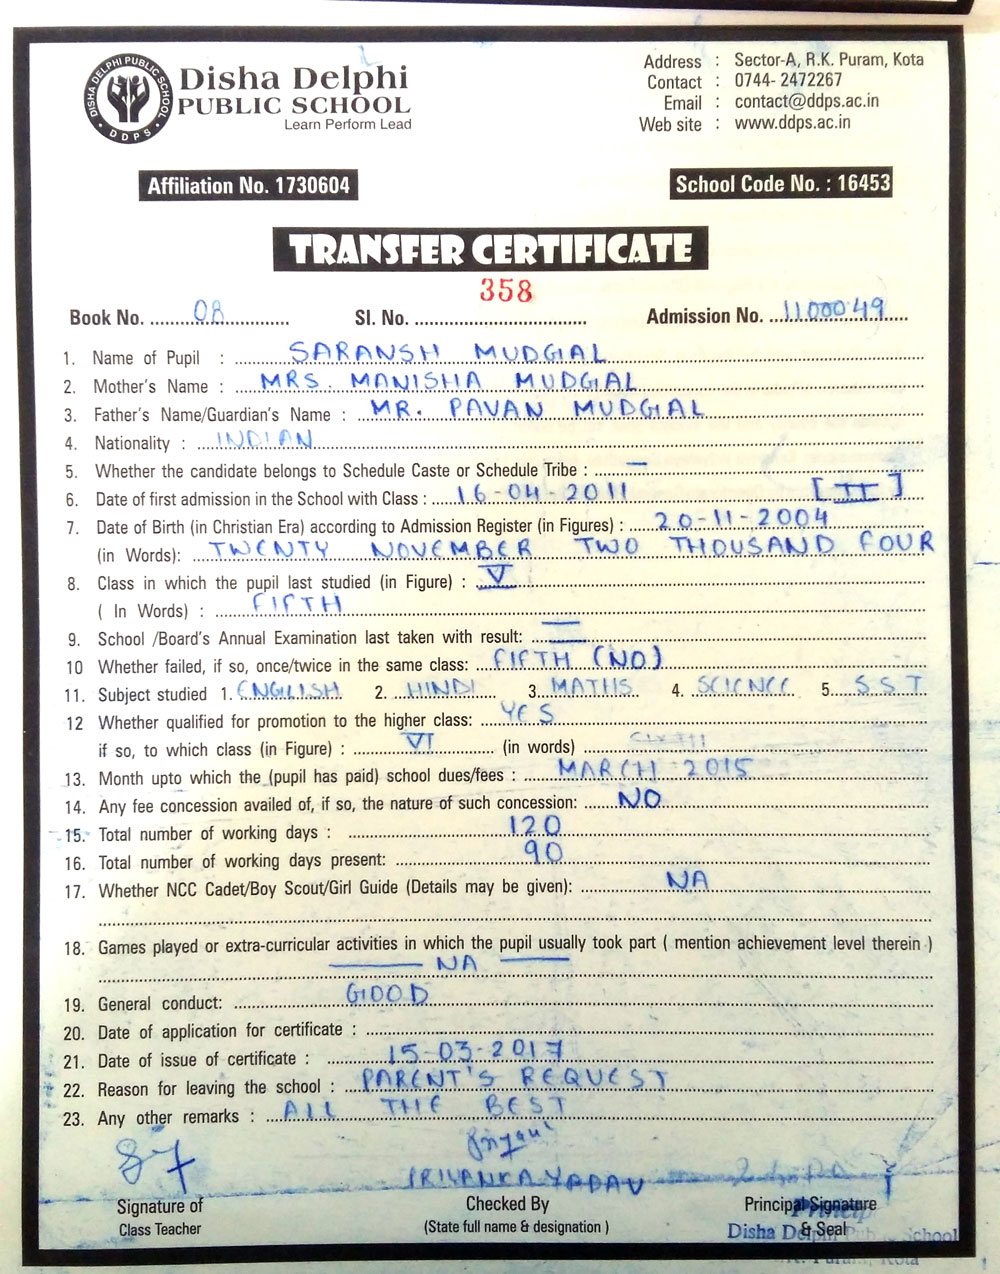 DISHA DELPHI PUBLIC SCHOOL
• DDPS •
Disha Delphi
PUBLIC SCHOOL
Learn Perform Lead
Address : Sector-A, R.K. Puram, Kota
Contact : 0744- 2472267
Email : contact@ddps.ac.in
Web site : www.ddps.ac.in
Affiliation No. 1730604
School Code No. : 16453
TRANSFER CERTIFICATE
358
Book No. 08 Sl. No. Admission No. 1100049
1. Name of Pupil : SARANSH MUDGIAL
2. Mother's Name : MRS. MANISHA MUDGIAL
3. Father's Name/Guardian's Name : MR. PAVAN MUDGIAL
4. Nationality : INDIAN
5. Whether the candidate belongs to Schedule Caste or Schedule Tribe : —
6. Date of first admission in the School with Class : 16-04-2011 [II]
7. Date of Birth (in Christian Era) according to Admission Register (in Figures) : 20-11-2004
(in Words): TWENTY NOVEMBER TWO THOUSAND FOUR
8. Class in which the pupil last studied (in Figure) : V
( In Words) : FIFTH
9. School /Board's Annual Examination last taken with result:
10 Whether failed, if so, once/twice in the same class: FIFTH (NO)
11. Subject studied 1. ENGLISH 2. HINDI 3. MATHS 4. SCIENCE 5. S.S.T
12 Whether qualified for promotion to the higher class: YES
if so, to which class (in Figure) : VI (in words)
13. Month upto which the (pupil has paid) school dues/fees : MARCH 2015
14. Any fee concession availed of, if so, the nature of such concession: NO
15. Total number of working days : 120
16. Total number of working days present: 90
17. Whether NCC Cadet/Boy Scout/Girl Guide (Details may be given): NA
18. Games played or extra-curricular activities in which the pupil usually took part ( mention achievement level therein )
— NA —
19. General conduct: GIOOD
20. Date of application for certificate :
21. Date of issue of certificate : 15-03-2017
22. Reason for leaving the school : PARENT'S REQUEST
23. Any other remarks : ALL THE BEST
PRIYANKA YADAV
Signature of
Class Teacher
Checked By
(State full name & designation )
Principal Signature
& Seal
Disha Delphi Public School
R.K. Puram, Kota